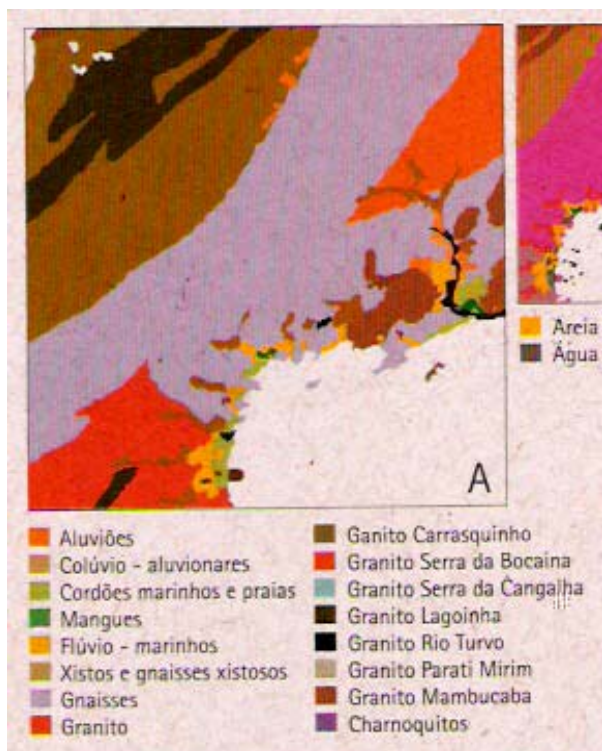 A
Areia
Água
Aluviões
Colúvio - aluvionares
Cordões marinhos e praias
Mangues
Flúvio - marinhos
Xistos e gnaisses xistosos
Gnaisses
Granito
Ganito Carrasquinho
Granito Serra da Bocaina
Granito Serra da Cangalha
Granito Lagoinha
Granito Rio Turvo
Granito Parati Mirim
Granito Mambucaba
Charnoquitos